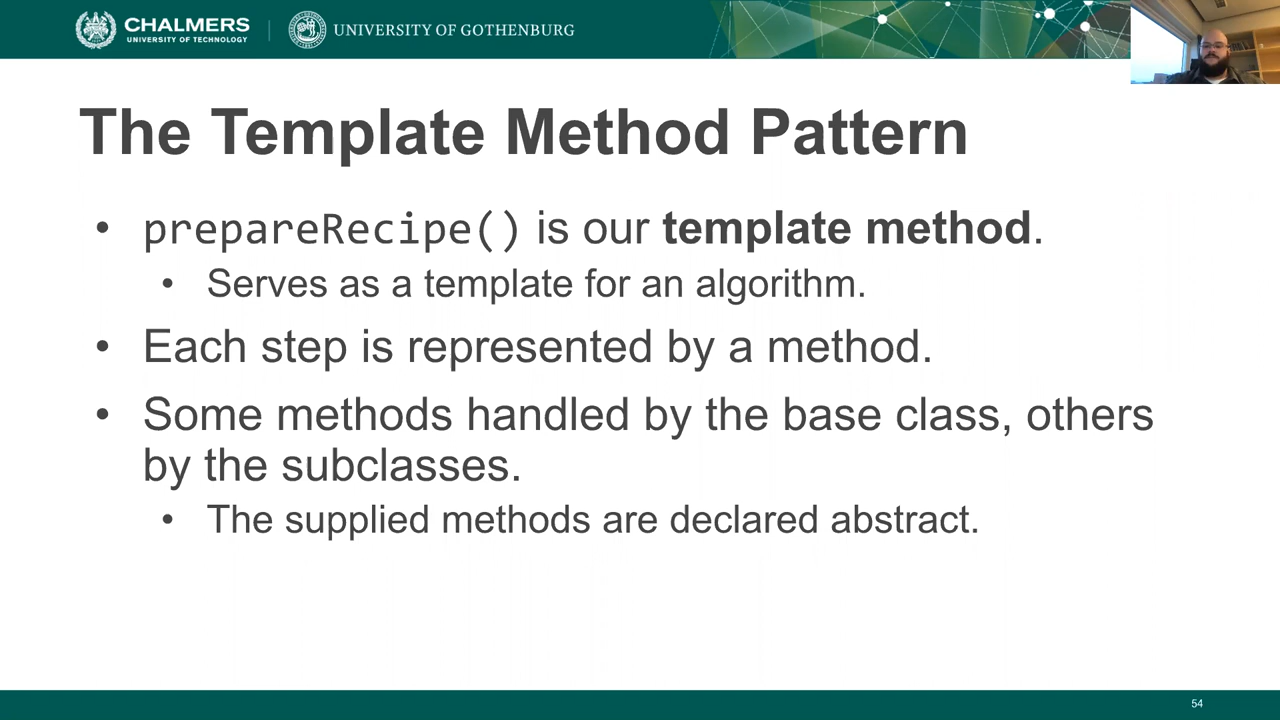 CHALMERS
UNIVERSITY OF TECHNOLOGY
UNIVERSITY OF GOTHENBURG
The Template Method Pattern
• prepareRecipe() is our template method.
• Serves as a template for an algorithm.
• Each step is represented by a method.
• Some methods handled by the base class, others
by the subclasses.
• The supplied methods are declared abstract.
54